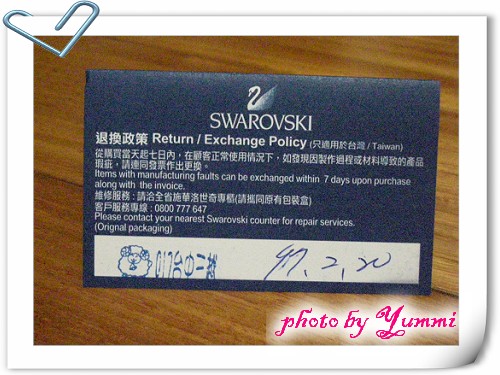 SWAROVSKI
退換政策 Return / Exchange Policy (只適用於台灣 / Taiwan)
從購買當天起七日內，在顧客正常使用情況下，如發現因製作過程或材料導致的產品
瑕疵，請連同發票作出更換。
Items with manufacturing faults can be exchanged within 7 days upon purchase
along with the invoice.
維修服務：請洽全省施華洛世奇專櫃(請攜同原有包裝盒)
客戶服務專線：0800 777 647
Please contact your nearest Swarovski counter for repair services.
(Orignal packaging)
台中三越 97.2.20
photo by Yummi